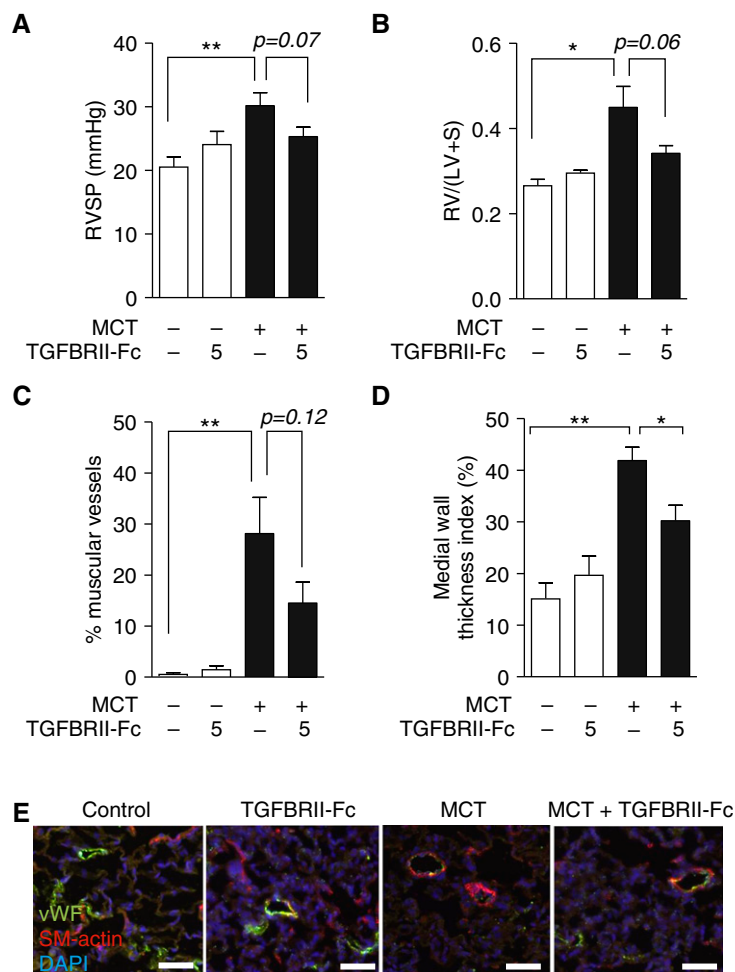 A
B
** p=0.07
* p=0.06
RVSP (mmHg)
40
30
20
10
0
RV/(LV+S)
0.6
0.4
0.2
0.0
MCT – – + +
TGFBRII-Fc – 5 – 5
MCT – – + +
TGFBRII-Fc – 5 – 5
C
D
** p=0.12
** *
% muscular vessels
50
40
30
20
10
0
Medial wall
thickness index (%)
50
40
30
20
10
0
MCT – – + +
TGFBRII-Fc – 5 – 5
MCT – – + +
TGFBRII-Fc – 5 – 5
E
Control TGFBRII-Fc MCT MCT + TGFBRII-Fc
vWF
SM-actin
DAPI